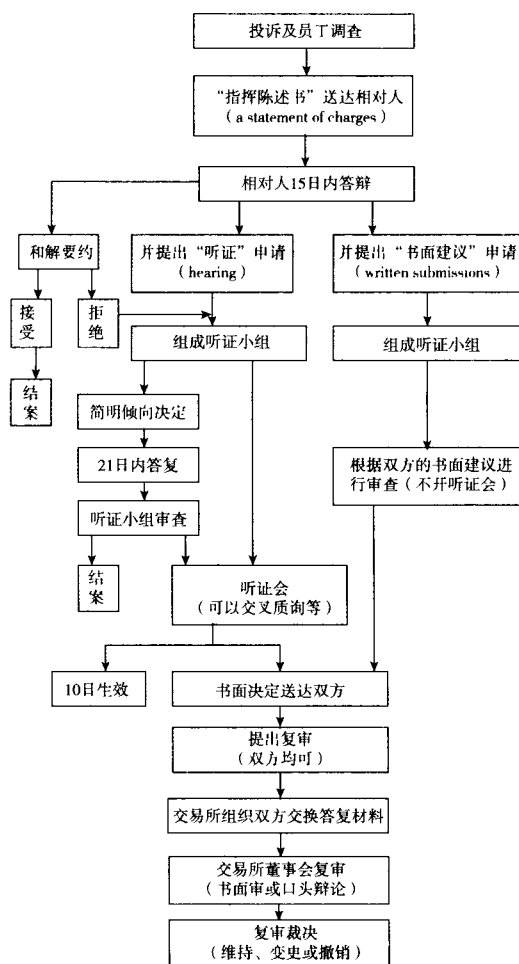 投诉及员工调查
“指挥陈述书”送达相对人
(a statement of charges)
相对人15日内答辩
和解要约
并提出“听证”申请
(hearing)
并提出“书面建议”申请
(written submissions)
接受
拒绝
组成听证小组
组成听证小组
结案
简明倾向决定
21日内答复
根据双方的书面建议进
行审查(不开听证会)
听证小组审查
结案
听证会
(可以交叉质询等)
10日生效
书面决定送达双方
提出复审
(双方均可)
交易所组织双方交换答复材料
交易所董事会复审
(书面审或口头辩论)
复审裁决
(维持、变史或撤销)